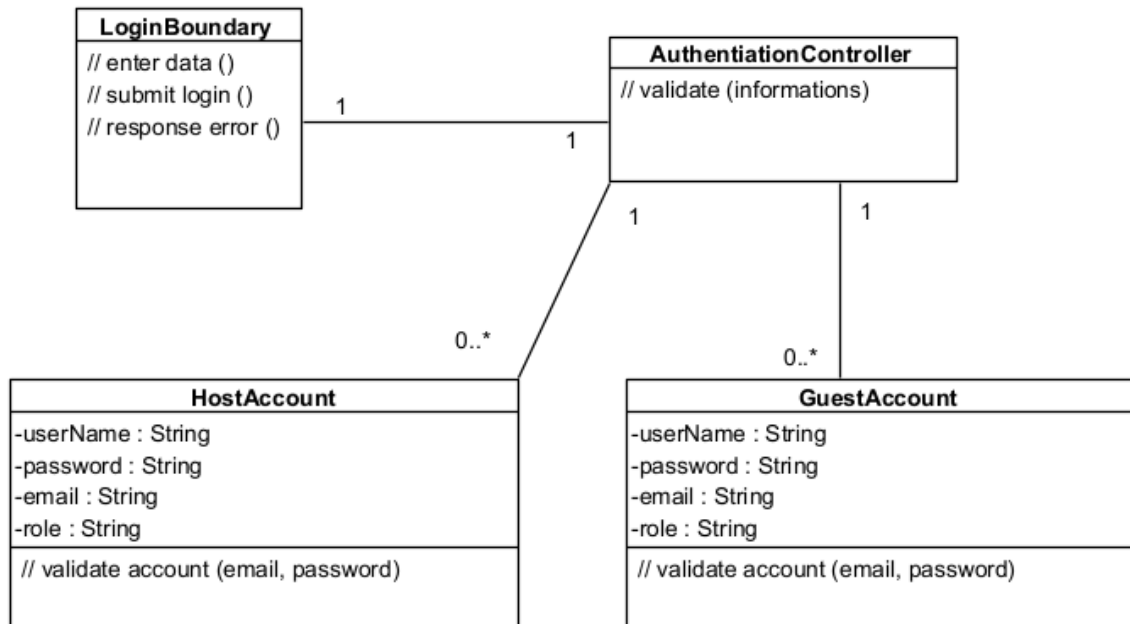 LoginBoundary
// enter data ()
// submit login ()
// response error ()
AuthentiationController
// validate (informations)
1
1
1
1
0..*
0..*
HostAccount
-userName : String
-password : String
-email : String
-role : String
// validate account (email, password)
GuestAccount
-userName : String
-password : String
-email : String
-role : String
// validate account (email, password)